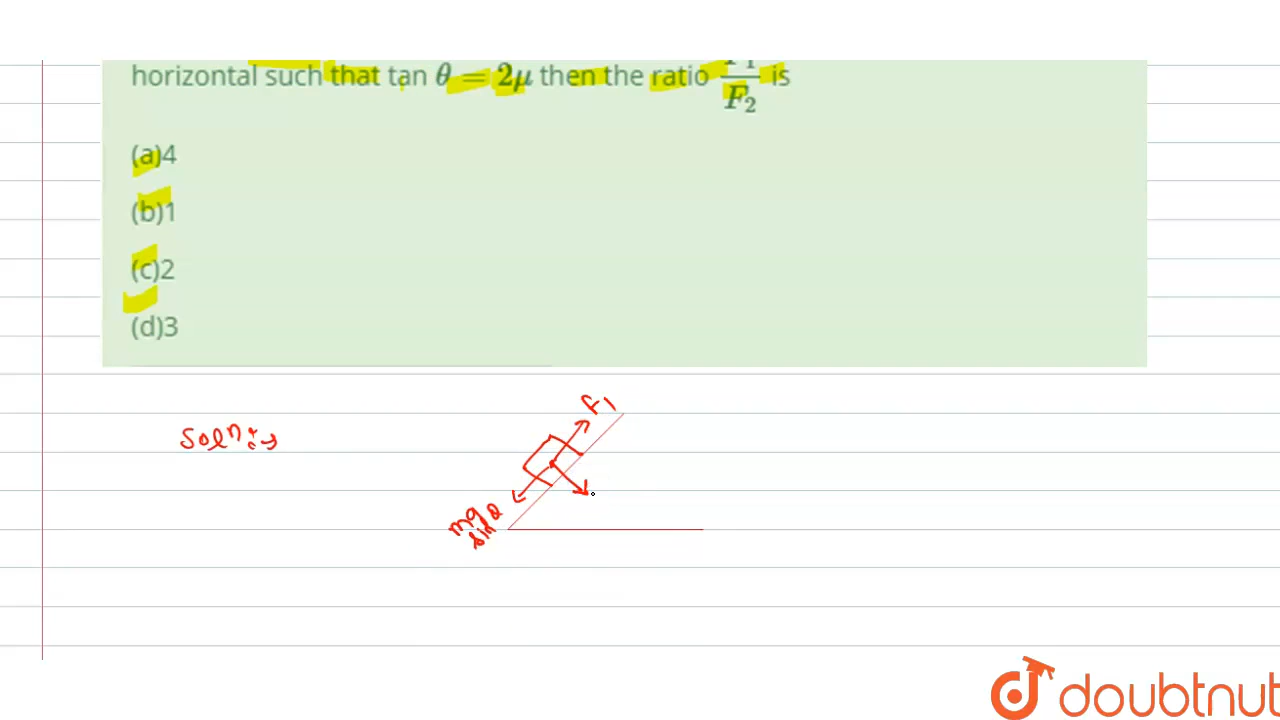 horizontal such that tan θ = 2μ then the ratio F₁/F₂ is
(a)4
(b)1
(c)2
(d)3
Soln:→
F1
mg sinθ
doubtnut